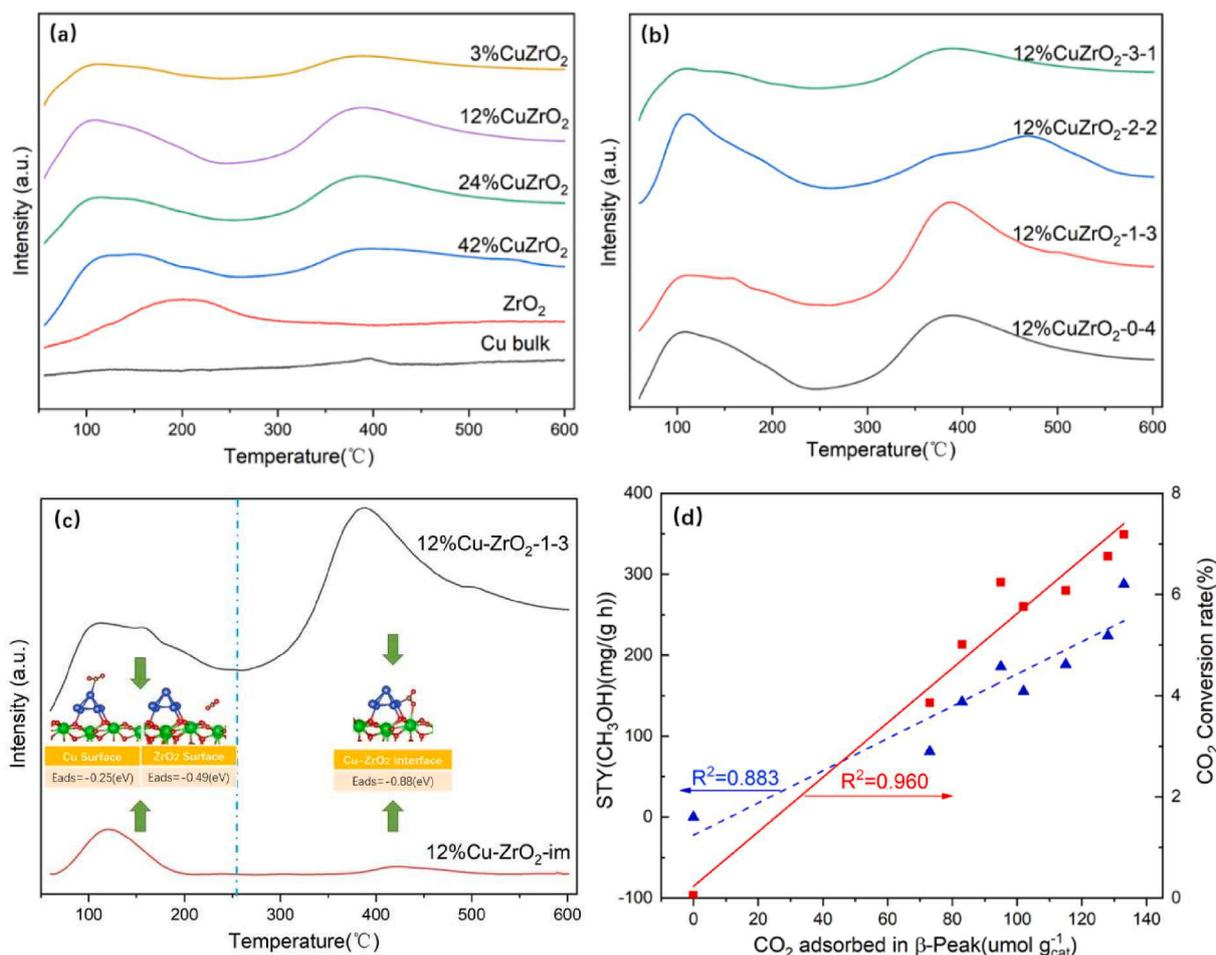 (a)
3%CuZrO₂
12%CuZrO₂
24%CuZrO₂
42%CuZrO₂
ZrO₂
Cu bulk
Intensity (a.u.)
100 200 300 400 500 600
Temperature(℃)
(b)
12%CuZrO₂-3-1
12%CuZrO₂-2-2
12%CuZrO₂-1-3
12%CuZrO₂-0-4
Intensity (a.u.)
100 200 300 400 500 600
Temperature(℃)
(c)
12%Cu-ZrO₂-1-3
Cu Surface ZrO₂ Surface
Eads=-0.25(eV) Eads=-0.49(eV)
Cu-ZrO₂ interface
Eads=-0.88(eV)
12%Cu-ZrO₂-im
Intensity (a.u.)
100 200 300 400 500 600
Temperature(℃)
(d)
400
300
200
100
0
-100
STY(CH₃OH)(mg/(g h))
R²=0.883
R²=0.960
8
6
4
2
0
CO₂ Conversion rate(%)
0 20 40 60 80 100 120 140
CO₂ adsorbed in β-Peak(umol g⁻¹cat)